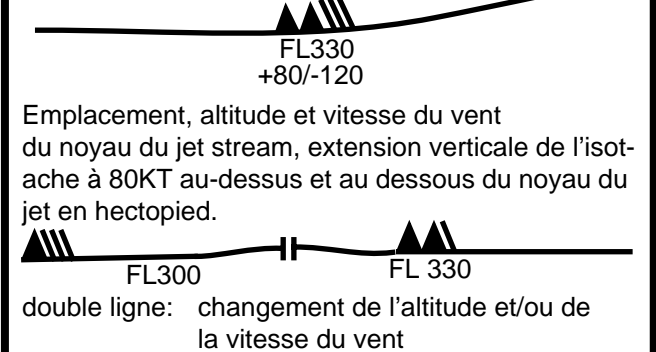 FL330
+80/-120
Emplacement, altitude et vitesse du vent
du noyau du jet stream, extension verticale de l'isot-
ache à 80KT au-dessus et au dessous du noyau du
jet en hectopied.
FL300 FL 330
double ligne: changement de l'altitude et/ou de
la vitesse du vent